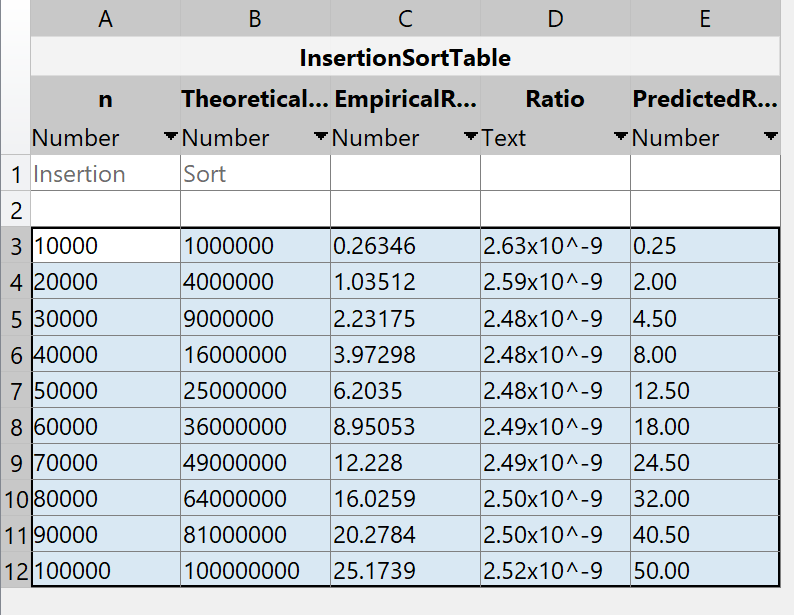 A B C D E
InsertionSortTable
n Theoretical... EmpiricalR... Ratio PredictedR...
Number Number Number Text Number
1 Insertion Sort
2
3 10000 1000000 0.26346 2.63x10^-9 0.25
4 20000 4000000 1.03512 2.59x10^-9 2.00
5 30000 9000000 2.23175 2.48x10^-9 4.50
6 40000 16000000 3.97298 2.48x10^-9 8.00
7 50000 25000000 6.2035 2.48x10^-9 12.50
8 60000 36000000 8.95053 2.49x10^-9 18.00
9 70000 49000000 12.228 2.49x10^-9 24.50
10 80000 64000000 16.0259 2.50x10^-9 32.00
11 90000 81000000 20.2784 2.50x10^-9 40.50
12 100000 100000000 25.1739 2.52x10^-9 50.00